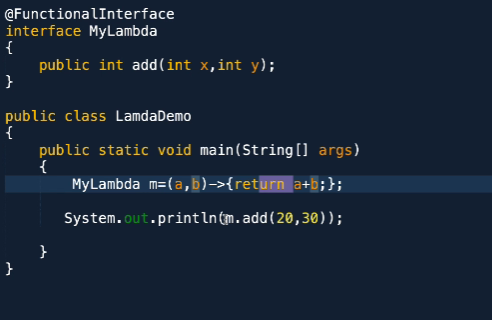 @FunctionalInterface
interface MyLambda
{
    public int add(int x,int y);
}

public class LamdaDemo
{
    public static void main(String[] args)
    {
        MyLambda m=(a,b)->{return a+b;};

       System.out.println(m.add(20,30));

    }
}